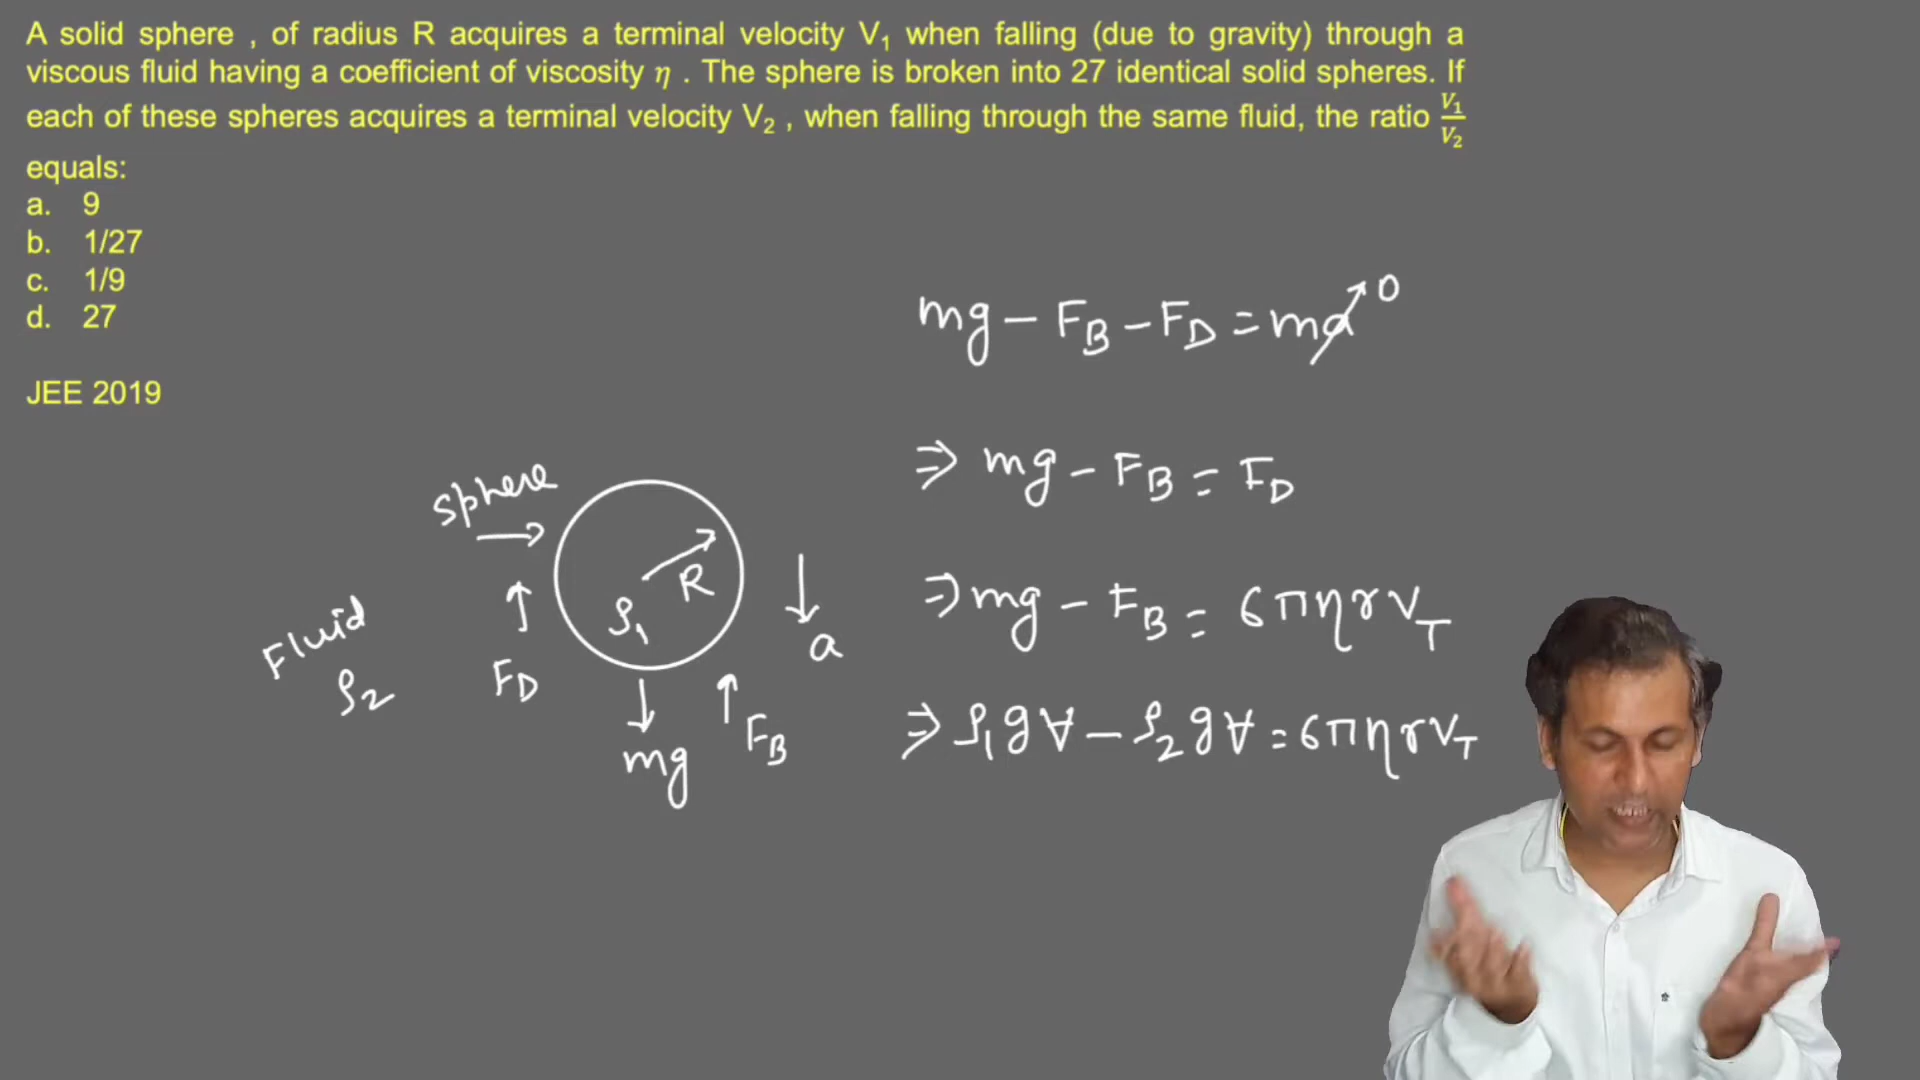 A solid sphere , of radius R acquires a terminal velocity V₁ when falling (due to gravity) through a
viscous fluid having a coefficient of viscosity η . The sphere is broken into 27 identical solid spheres. If
each of these spheres acquires a terminal velocity V₂ , when falling through the same fluid, the ratio V₁/V₂
equals:
a. 9
b. 1/27
c. 1/9
d. 27
JEE 2019
mg – F_B – F_D = ma ↗ 0
⇒ mg – F_B = F_D
⇒ mg – F_B = 6πηrV_T
⇒ ρ₁gV – ρ₂gV = 6πηrV_T
Sphere
→
R
ρ₁
Fluid
ρ₂
F_D
a
mg
F_B